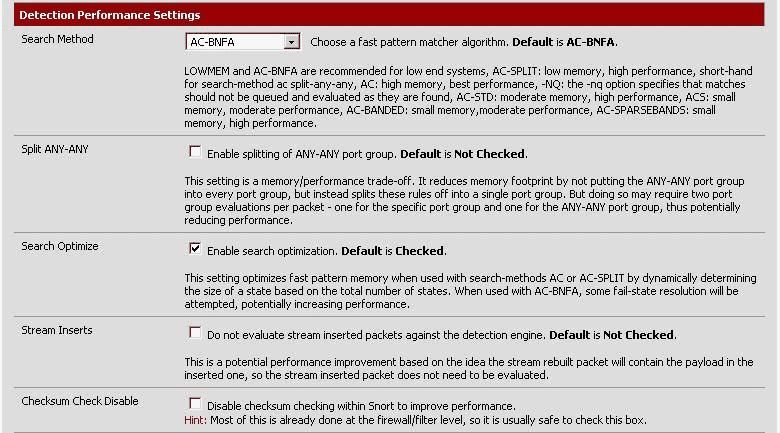 Detection Performance Settings
Search Method
AC-BNFA Choose a fast pattern matcher algorithm. Default is AC-BNFA.
LOWMEM and AC-BNFA are recommended for low end systems, AC-SPLIT: low memory, high performance, short-hand
for search-method ac split-any-any, AC: high memory, best performance, -NQ: the -nq option specifies that matches
should not be queued and evaluated as they are found, AC-STD: moderate memory, high performance, ACS: small
memory, moderate performance, AC-BANDED: small memory,moderate performance, AC-SPARSEBANDS: small
memory, high performance.
Split ANY-ANY
Enable splitting of ANY-ANY port group. Default is Not Checked.
This setting is a memory/performance trade-off. It reduces memory footprint by not putting the ANY-ANY port group
into every port group, but instead splits these rules off into a single port group. But doing so may require two port
group evaluations per packet - one for the specific port group and one for the ANY-ANY port group, thus potentially
reducing performance.
Search Optimize
Enable search optimization. Default is Checked.
This setting optimizes fast pattern memory when used with search-methods AC or AC-SPLIT by dynamically determining
the size of a state based on the total number of states. When used with AC-BNFA, some fail-state resolution will be
attempted, potentially increasing performance.
Stream Inserts
Do not evaluate stream inserted packets against the detection engine. Default is Not Checked.
This is a potential performance improvement based on the idea the stream rebuilt packet will contain the payload in the
inserted one, so the stream inserted packet does not need to be evaluated.
Checksum Check Disable
Disable checksum checking within Snort to improve performance.
Hint: Most of this is already done at the firewall/filter level, so it is usually safe to check this box.